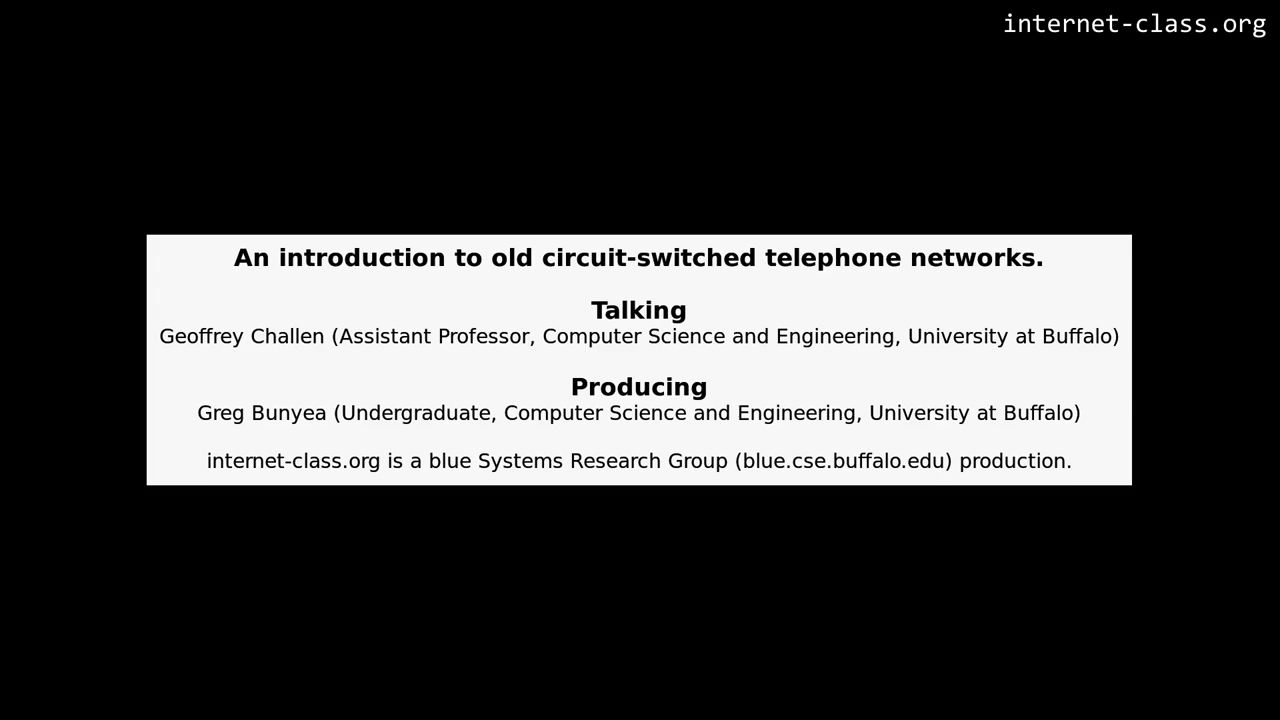 internet-class.org
An introduction to old circuit-switched telephone networks.
Talking
Geoffrey Challen (Assistant Professor, Computer Science and Engineering, University at Buffalo)
Producing
Greg Bunyea (Undergraduate, Computer Science and Engineering, University at Buffalo)
internet-class.org is a blue Systems Research Group (blue.cse.buffalo.edu) production.